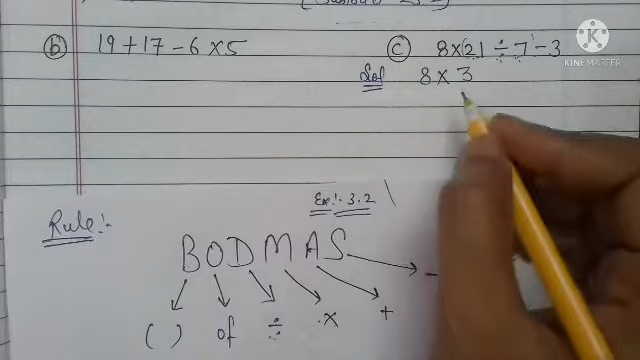 (b) 19 + 17 - 6 × 5
(c) 8 × 21 ÷ 7 - 3
Sol 8 × 3
Ex:- 3.2
Rule:-
BODMAS
( ) of ÷ × + -
KINEMASTER